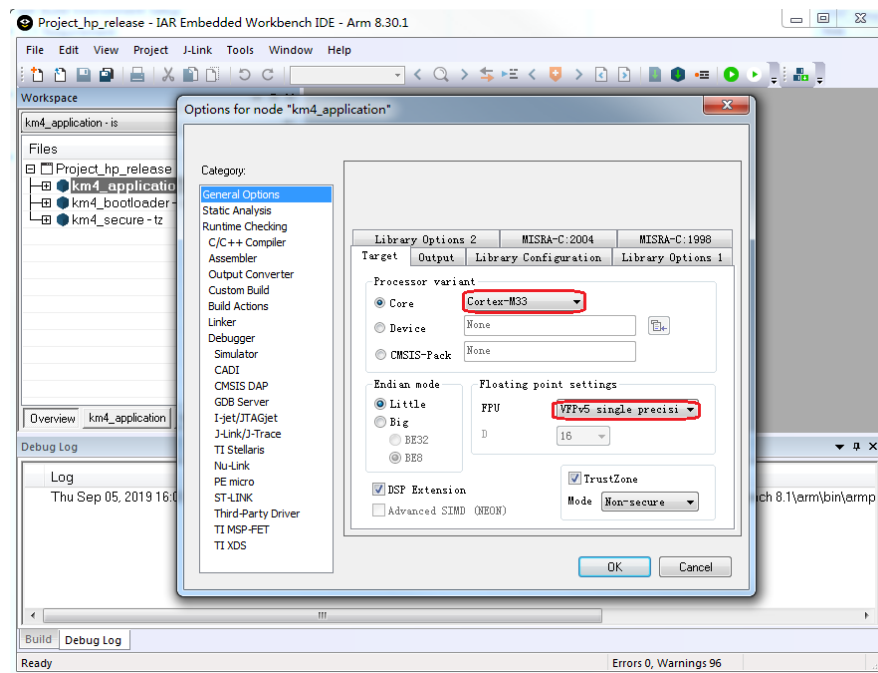 Project_hp_release - IAR Embedded Workbench IDE - Arm 8.30.1
File Edit View Project J-Link Tools Window Help
Workspace
km4_application - is
Files
Project_hp_release
km4_applicatio
km4_bootloader -
km4_secure - tz
Overview km4_application
Options for node "km4_application"
Category:
General Options
Static Analysis
Runtime Checking
C/C++ Compiler
Assembler
Output Converter
Custom Build
Build Actions
Linker
Debugger
Simulator
CADI
CMSIS DAP
GDB Server
I-jet/JTAGjet
J-Link/J-Trace
TI Stellaris
Nu-Link
PE micro
ST-LINK
Third-Party Driver
TI MSP-FET
TI XDS
Library Options 2 MISRA-C:2004 MISRA-C:1998
Target Output Library Configuration Library Options 1
Processor variant
Core Cortex-M33
Device None
CMSIS-Pack None
Endian mode
Little
Big
BE32
BE8
Floating point settings
FPU VFPv5 single precisi
D 16
DSP Extension
Advanced SIMD (NEON)
TrustZone
Mode Non-secure
OK Cancel
Debug Log
Log
Thu Sep 05, 2019 16:0
ch 8.1\arm\bin\armp
Build Debug Log
Ready Errors 0, Warnings 96